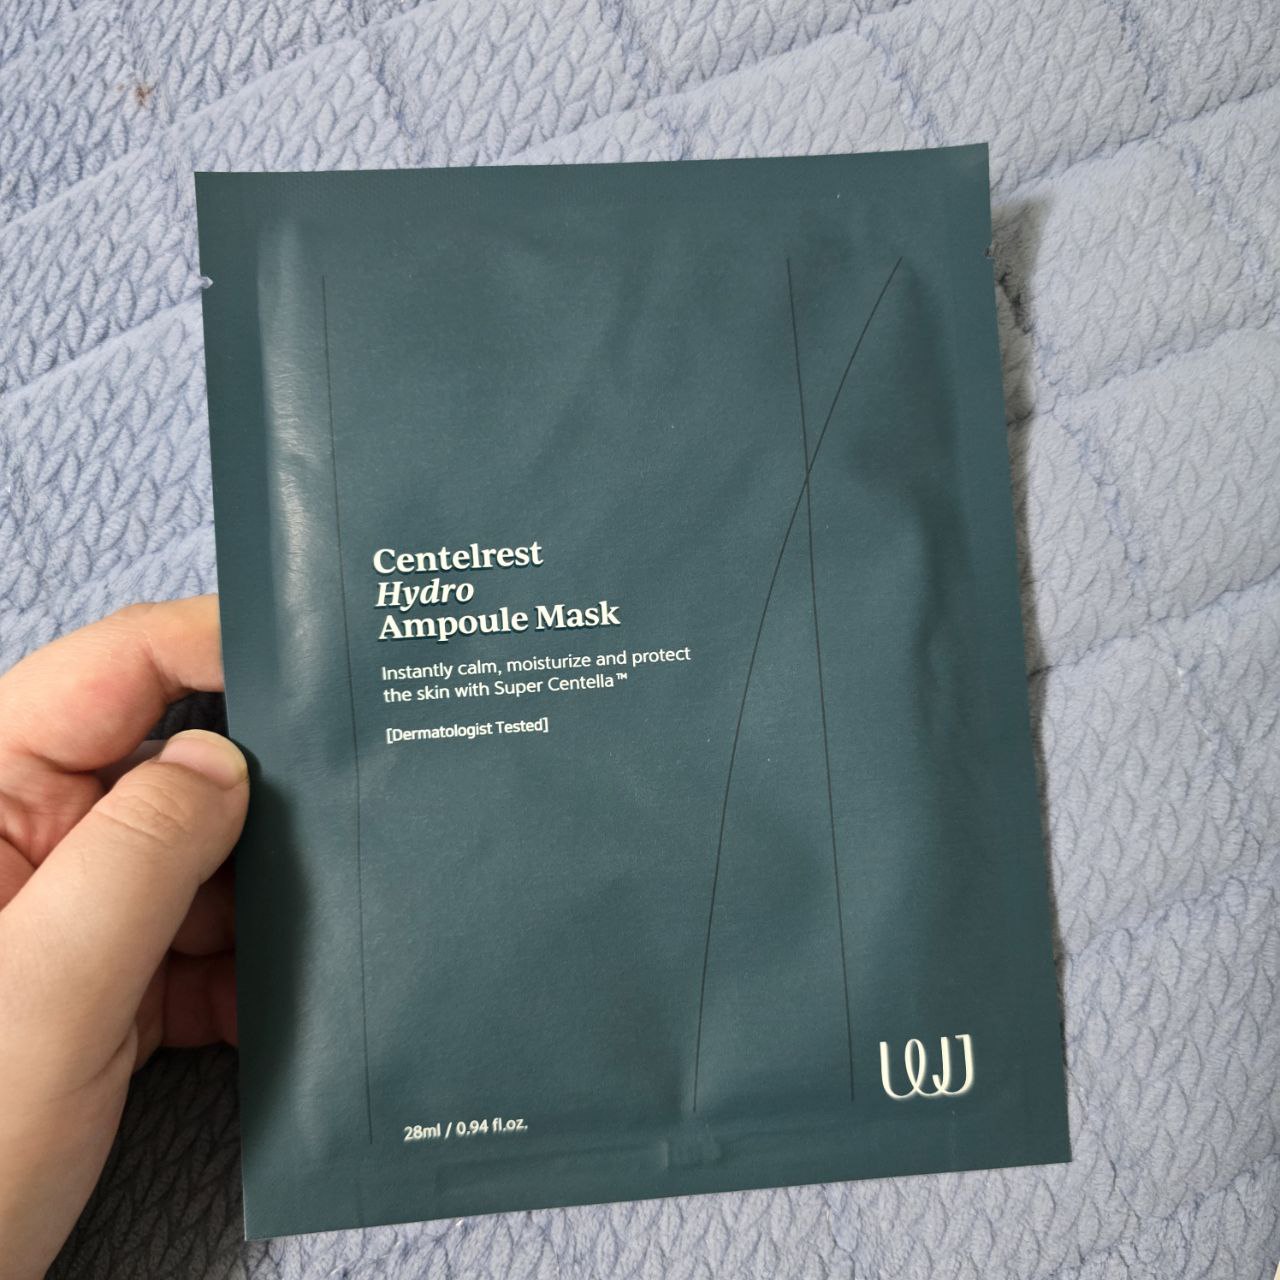 Centelrest
Hydro
Ampoule Mask
Instantly calm, moisturize and protect
the skin with Super Centella™
[Dermatologist Tested]
28ml / 0.94 fl.oz.